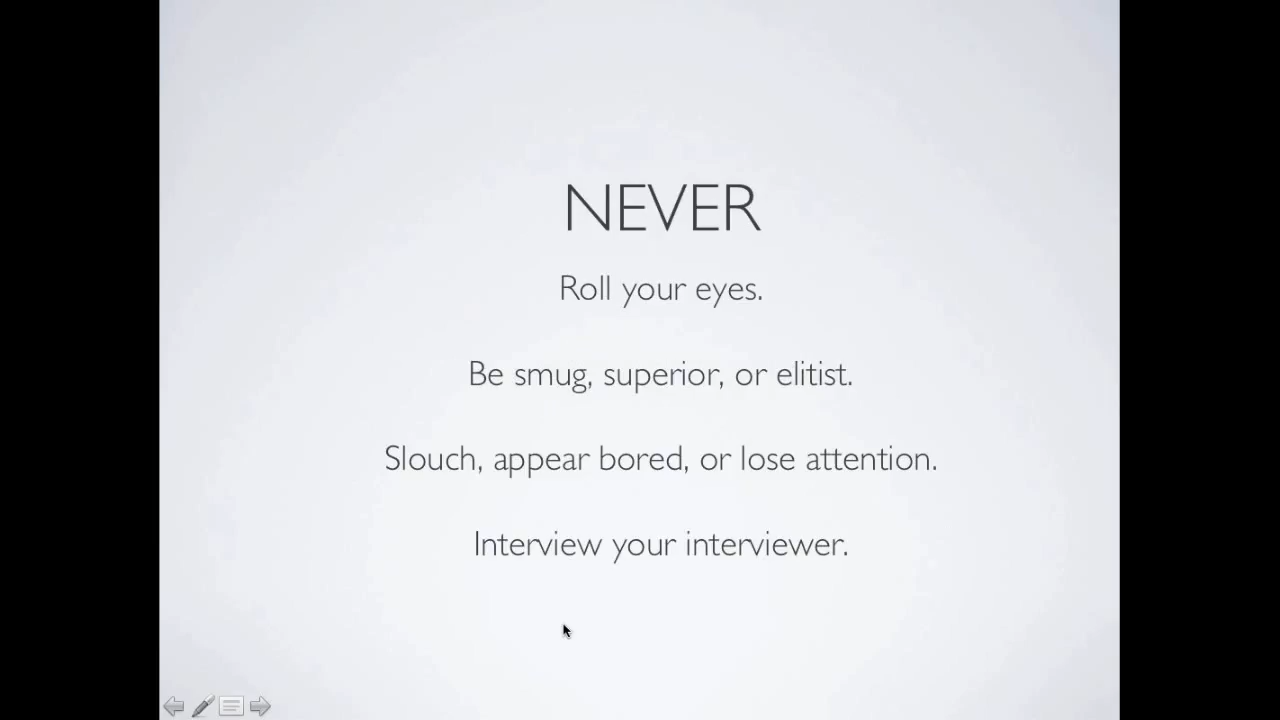 NEVER
Roll your eyes.
Be smug, superior, or elitist.
Slouch, appear bored, or lose attention.
Interview your interviewer.